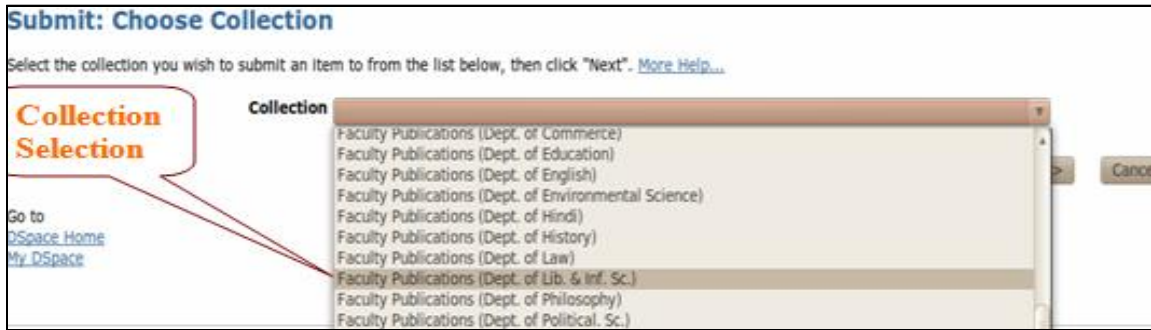 Submit: Choose Collection
Select the collection you wish to submit an item to from the list below, then click "Next". More Help...
Collection
Collection
Selection
Faculty Publications (Dept. of Commerce)
Faculty Publications (Dept. of Education)
Faculty Publications (Dept. of English)
Faculty Publications (Dept. of Environmental Science)
Faculty Publications (Dept. of Hindi)
Faculty Publications (Dept. of History)
Faculty Publications (Dept. of Law)
Faculty Publications (Dept. of Lib. & Inf. Sc.)
Faculty Publications (Dept. of Philosophy)
Faculty Publications (Dept. of Political. Sc.)
>
Cance
Go to
DSpace Home
My DSpace